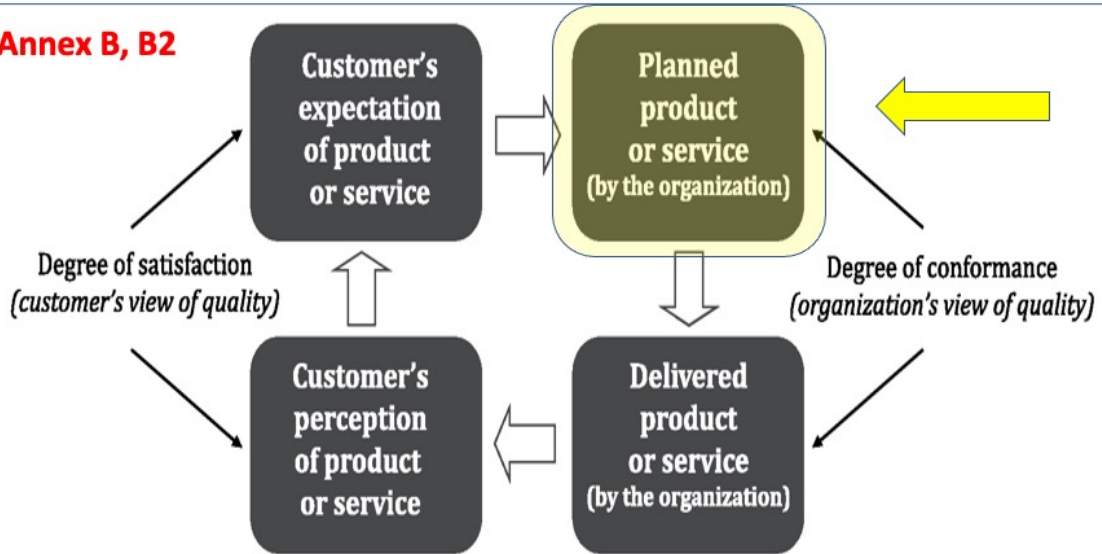 Annex B, B2
Customer's
expectation
of product
or service
Planned
product
or service
(by the organization)
Degree of satisfaction
(customer's view of quality)
Degree of conformance
(organization's view of quality)
Customer's
perception
of product
or service
Delivered
product
or service
(by the organization)